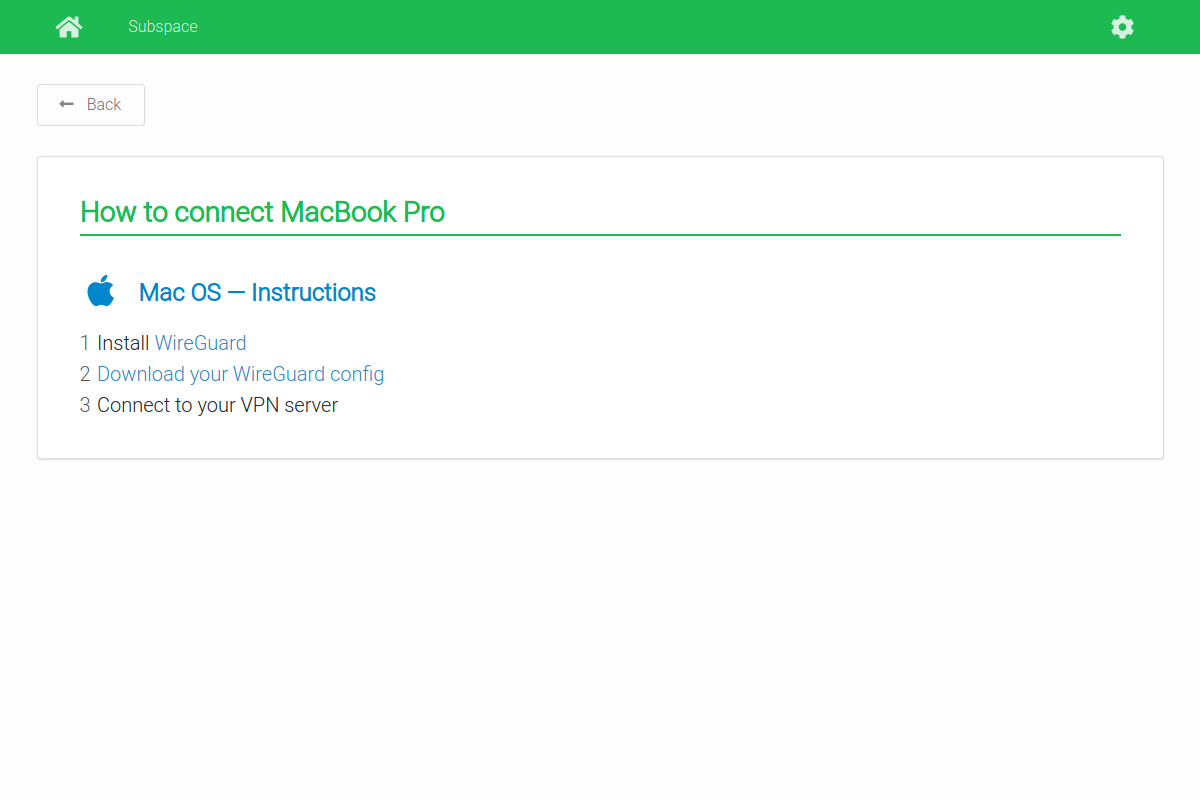 Subspace
Back
How to connect MacBook Pro
Mac OS — Instructions
1 Install WireGuard
2 Download your WireGuard config
3 Connect to your VPN server